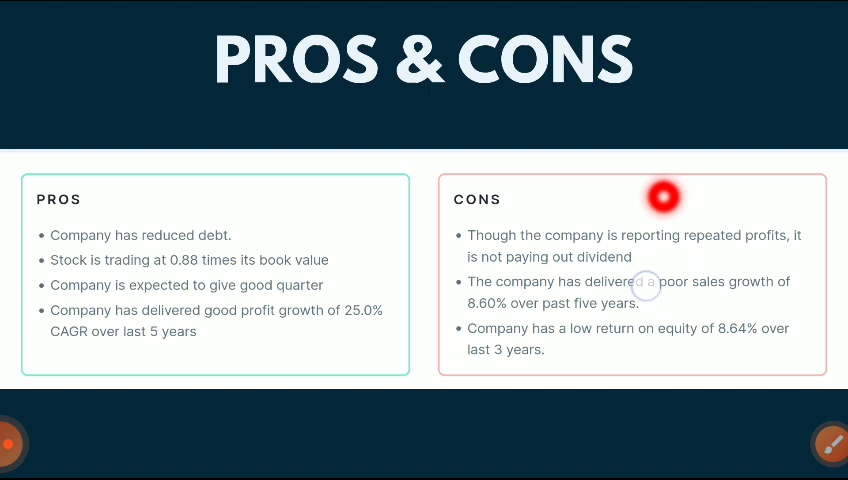 PROS & CONS
PROS
Company has reduced debt.
Stock is trading at 0.88 times its book value
Company is expected to give good quarter
Company has delivered good profit growth of 25.0%
CAGR over last 5 years
CONS
Though the company is reporting repeated profits, it
is not paying out dividend
The company has delivered a poor sales growth of
8.60% over past five years.
Company has a low return on equity of 8.64% over
last 3 years.